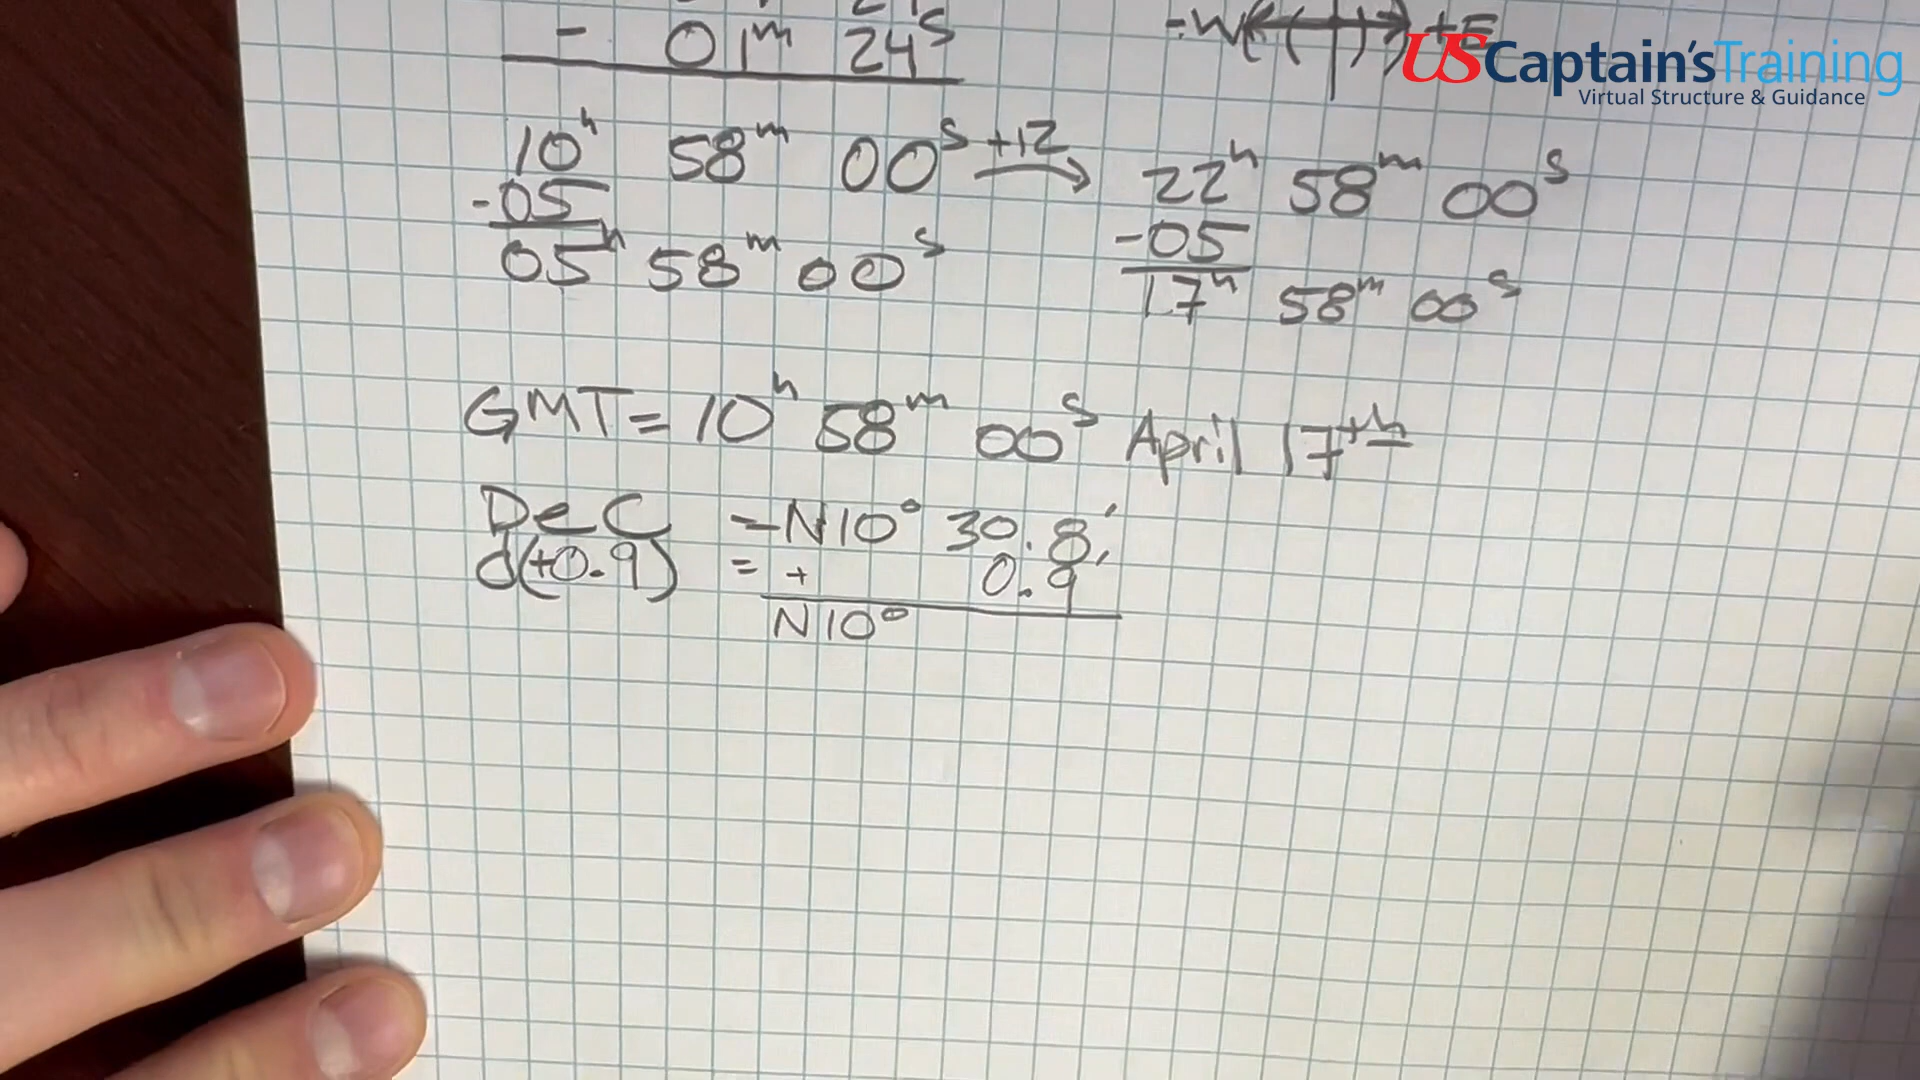 - 01m 24s
-W +E
USCaptain'sTraining
Virtual Structure & Guidance
10h 58m 00s +12 → 22h 58m 00s
-05 -05
05h 58m 00s 17h 58m 00s
GMT = 10h 58m 00s April 17th
Dec = N10° 30.8'
d(+0.9) = + 0.9'
N10°